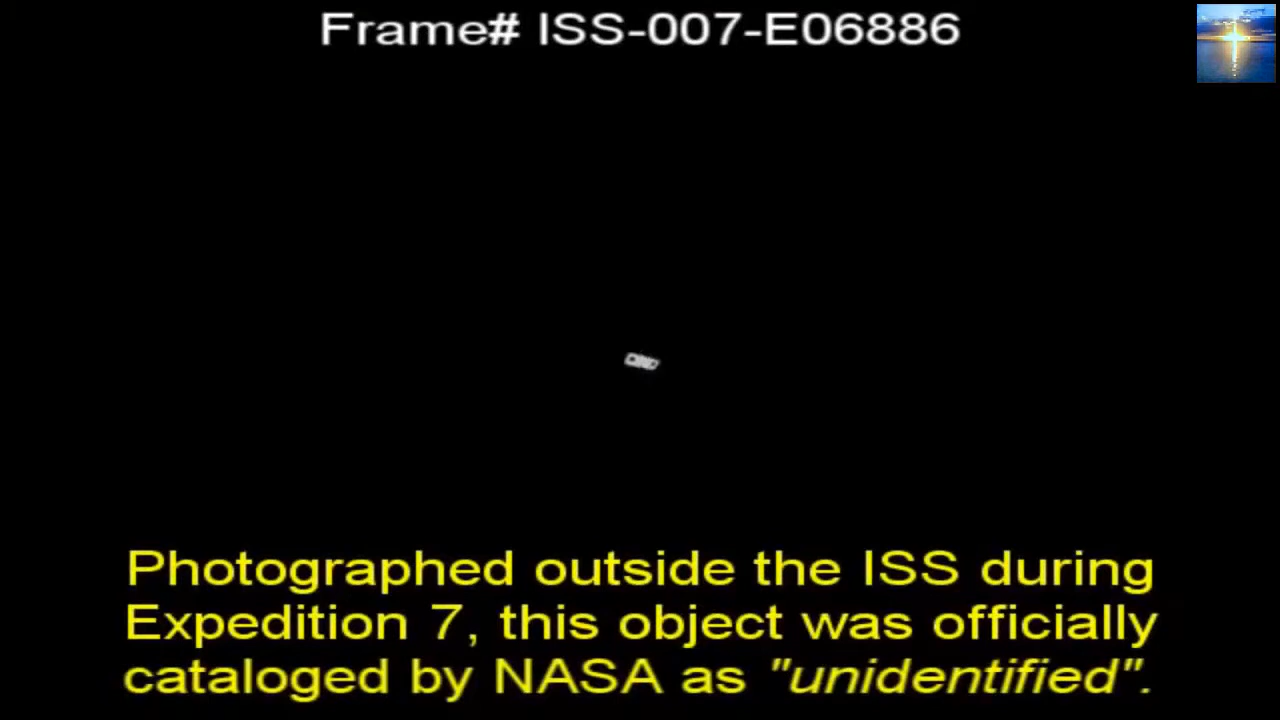 Frame# ISS-007-E06886
Photographed outside the ISS during
Expedition 7, this object was officially
cataloged by NASA as "unidentified".